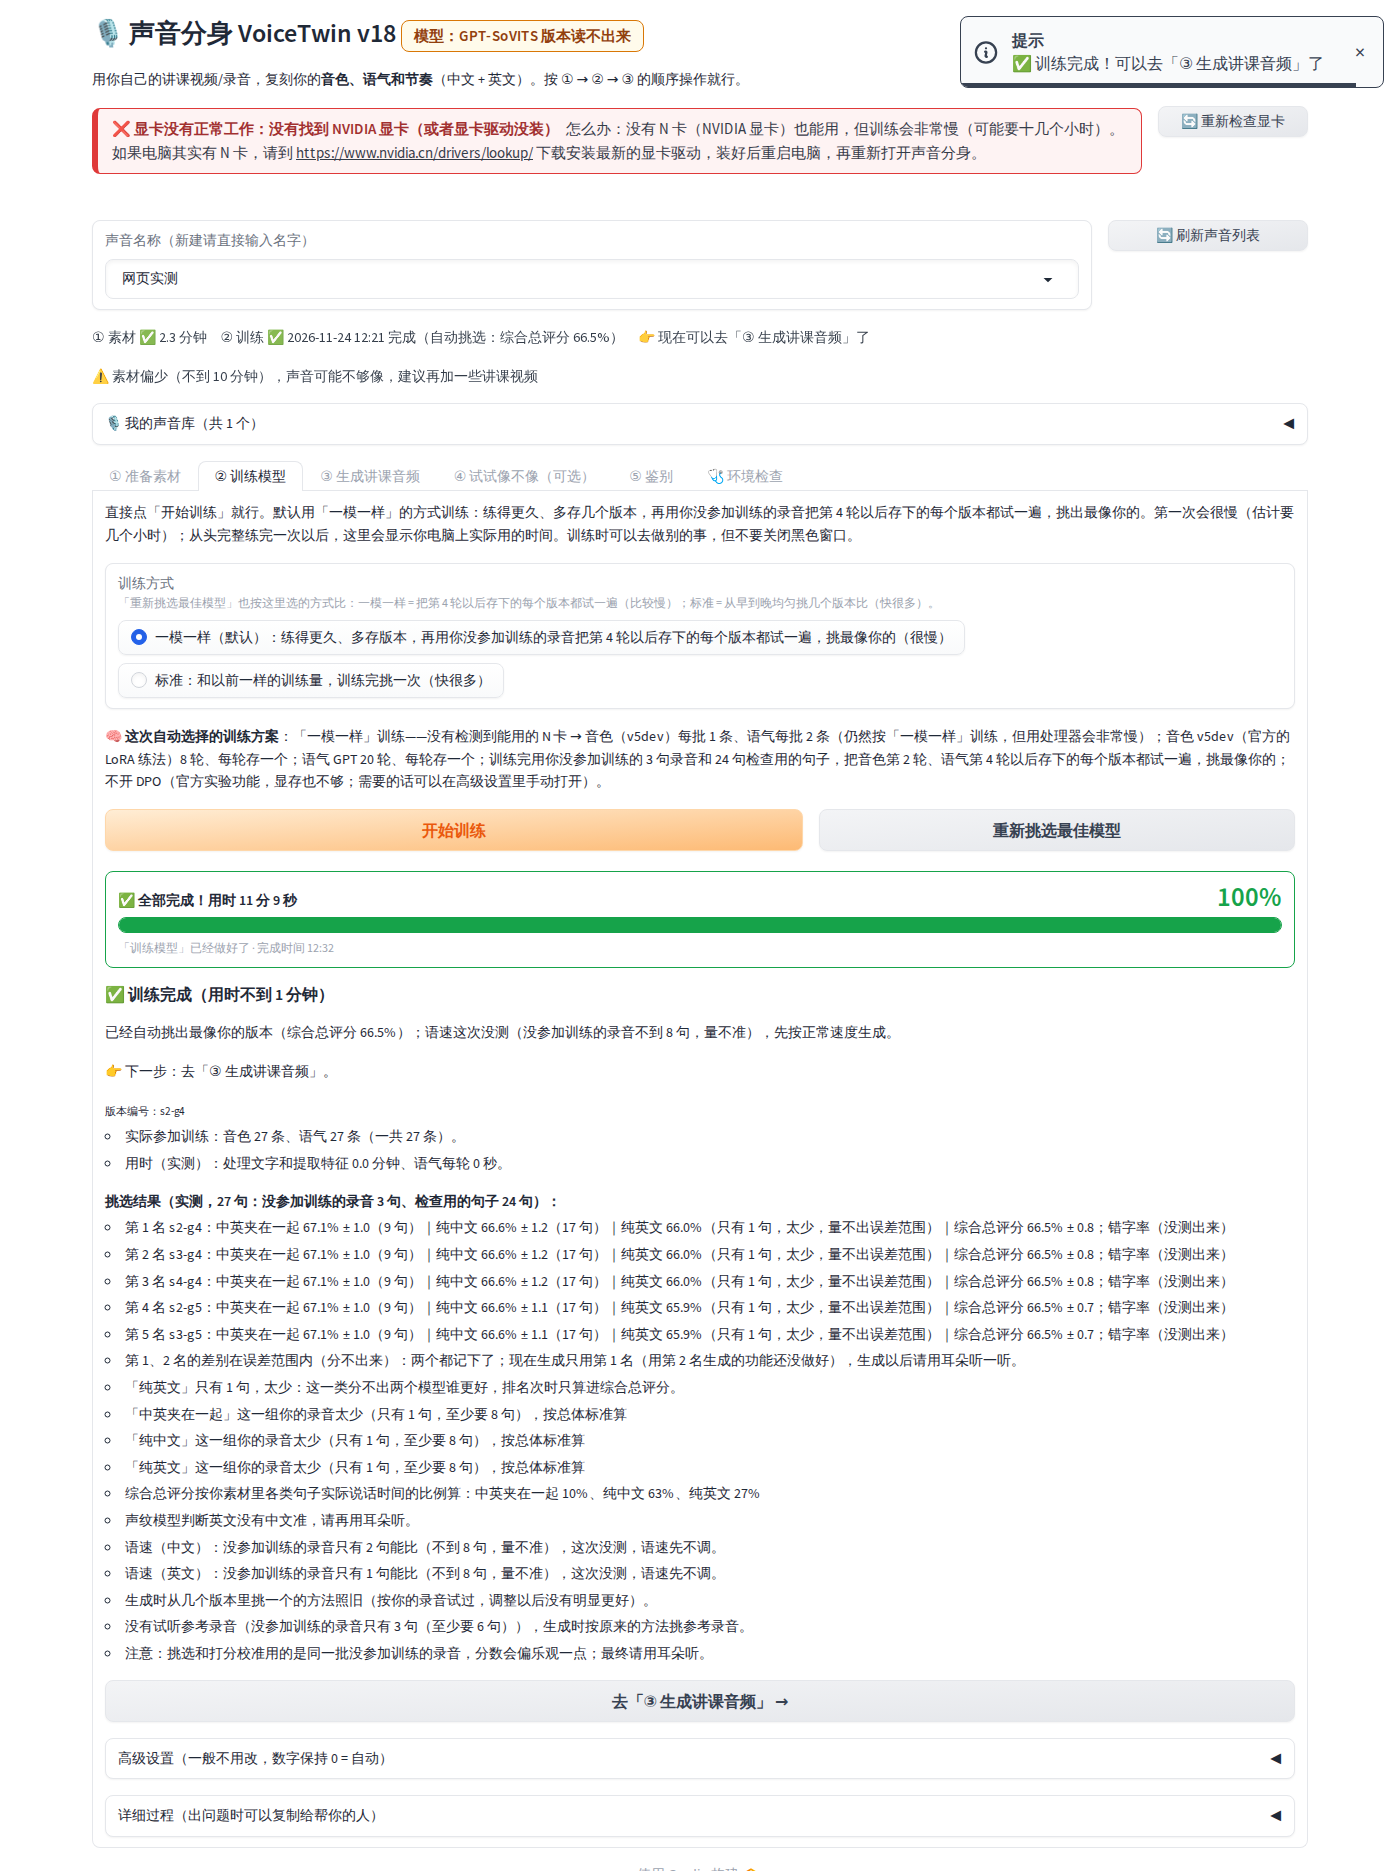 🎙️ 声音分身 VoiceTwin v18 模型：GPT-SoVITS 版本读不出来
提示
✅ 训练完成！可以去「③ 生成讲课音频」了
用你自己的讲课视频/录音，复刻你的音色、语气和节奏（中文 + 英文）。按 ① → ② → ③ 的顺序操作就行。
❌ 显卡没有正常工作：没有找到 NVIDIA 显卡（或者显卡驱动没装） 怎么办：没有 N 卡（NVIDIA 显卡）也能用，但训练会非常慢（可能要十几个小时）。
如果电脑其实有 N 卡，请到 https://www.nvidia.cn/drivers/lookup/ 下载安装最新的显卡驱动，装好后重启电脑，再重新打开声音分身。
🔄 重新检查显卡
声音名称（新建请直接输入名字）
网页实测
🔄 刷新声音列表
① 素材 ✅ 2.3 分钟 ② 训练 ✅ 2026-11-24 12:21 完成（自动挑选：综合总评分 66.5%） 👉 现在可以去「③ 生成讲课音频」了
⚠️ 素材偏少（不到 10 分钟），声音可能不够像，建议再加一些讲课视频
🎙️ 我的声音库（共 1 个）
① 准备素材 ② 训练模型 ③ 生成讲课音频 ④ 试试像不像（可选） ⑤ 鉴别 🩺 环境检查
直接点「开始训练」就行。默认用「一模一样」的方式训练：练得更久、多存几个版本，再用你没参加训练的录音把第 4 轮以后存下的每个版本都试一遍，挑出最像你的。第一次会很慢（估计要
几个小时）；从头完整练完一次以后，这里会显示你电脑上实际用的时间。训练时可以去做别的事，但不要关闭黑色窗口。
训练方式
「重新挑选最佳模型」也按这里选的方式比：一模一样 = 把第 4 轮以后存下的每个版本都试一遍（比较慢）；标准 = 从早到晚均匀挑几个版本比（快很多）。
一模一样（默认）：练得更久、多存版本，再用你没参加训练的录音把第 4 轮以后存下的每个版本都试一遍，挑最像你的（很慢）
标准：和以前一样的训练量，训练完挑一次（快很多）
🧠 这次自动选择的训练方案：「一模一样」训练——没有检测到能用的 N 卡 → 音色（v5dev）每批 1 条、语气每批 2 条（仍然按「一模一样」训练，但用处理器会非常慢）；音色 v5dev（官方的
LoRA 练法）8 轮、每轮存一个；语气 GPT 20 轮、每轮存一个；训练完用你没参加训练的 3 句录音和 24 句检查用的句子，把音色第 2 轮、语气第 4 轮以后存下的每个版本都试一遍，挑最像你的；
不开 DPO（官方实验功能，显存也不够；需要的话可以在高级设置里手动打开）。
开始训练
重新挑选最佳模型
✅ 全部完成！用时 11 分 9 秒
100%
「训练模型」已经做好了 · 完成时间 12:32
✅ 训练完成（用时不到 1 分钟）
已经自动挑出最像你的版本（综合总评分 66.5%）；语速这次没测（没参加训练的录音不到 8 句，量不准），先按正常速度生成。
👉 下一步：去「③ 生成讲课音频」。
版本编号：s2-g4
实际参加训练：音色 27 条、语气 27 条（一共 27 条）。
用时（实测）：处理文字和提取特征 0.0 分钟、语气每轮 0 秒。
挑选结果（实测，27 句：没参加训练的录音 3 句、检查用的句子 24 句）：
第 1 名 s2-g4：中英夹在一起 67.1% ± 1.0（9 句）｜纯中文 66.6% ± 1.2（17 句）｜纯英文 66.0%（只有 1 句，太少，量不出误差范围）｜综合总评分 66.5% ± 0.8；错字率（没测出来）
第 2 名 s3-g4：中英夹在一起 67.1% ± 1.0（9 句）｜纯中文 66.6% ± 1.2（17 句）｜纯英文 66.0%（只有 1 句，太少，量不出误差范围）｜综合总评分 66.5% ± 0.8；错字率（没测出来）
第 3 名 s4-g4：中英夹在一起 67.1% ± 1.0（9 句）｜纯中文 66.6% ± 1.2（17 句）｜纯英文 66.0%（只有 1 句，太少，量不出误差范围）｜综合总评分 66.5% ± 0.8；错字率（没测出来）
第 4 名 s2-g5：中英夹在一起 67.1% ± 1.0（9 句）｜纯中文 66.6% ± 1.1（17 句）｜纯英文 65.9%（只有 1 句，太少，量不出误差范围）｜综合总评分 66.5% ± 0.7；错字率（没测出来）
第 5 名 s3-g5：中英夹在一起 67.1% ± 1.0（9 句）｜纯中文 66.6% ± 1.1（17 句）｜纯英文 65.9%（只有 1 句，太少，量不出误差范围）｜综合总评分 66.5% ± 0.7；错字率（没测出来）
第 1、2 名的差别在误差范围内（分不出来）：两个都记下了；现在生成只用第 1 名（用第 2 名生成的功能还没做好），生成以后请用耳朵听一听。
「纯英文」只有 1 句，太少：这一类分不出两个模型谁更好，排名次时只算进综合总评分。
「中英夹在一起」这一组你的录音太少（只有 1 句，至少要 8 句），按总体标准算
「纯中文」这一组你的录音太少（只有 1 句，至少要 8 句），按总体标准算
「纯英文」这一组你的录音太少（只有 1 句，至少要 8 句），按总体标准算
综合总评分按你素材里各类句子实际说话时间的比例算：中英夹在一起 10%、纯中文 63%、纯英文 27%
声纹模型判断英文没有中文准，请再用耳朵听。
语速（中文）：没参加训练的录音只有 2 句能比（不到 8 句，量不准），这次没测，语速先不调。
语速（英文）：没参加训练的录音只有 1 句能比（不到 8 句，量不准），这次没测，语速先不调。
生成时从几个版本里挑一个的方法照旧（按你的录音试过，调整以后没有明显更好）。
没有试听参考录音（没参加训练的录音只有 3 句（至少要 6 句）），生成时按原来的方法挑参考录音。
注意：挑选和打分校准用的是同一批没参加训练的录音，分数会偏乐观一点；最终请用耳朵听。
去「③ 生成讲课音频」 →
高级设置（一般不用改，数字保持 0 = 自动）
详细过程（出问题时可以复制给帮你的人）